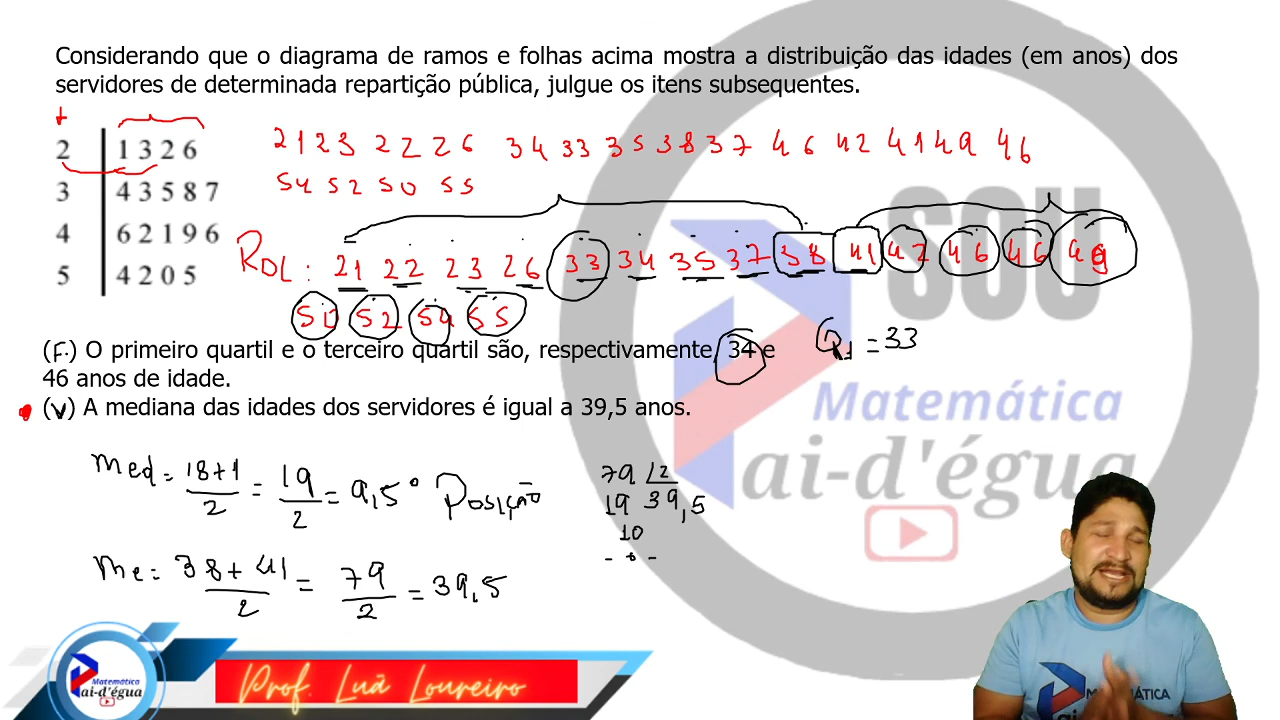 Considerando que o diagrama de ramos e folhas acima mostra a distribuição das idades (em anos) dos
servidores de determinada repartição pública, julgue os itens subsequentes.
2 | 1 3 2 6
3 | 4 3 5 8 7
4 | 6 2 1 9 6
5 | 4 2 0 5
21 23 22 26 34 33 35 38 37 46 42 41 49 46
54 52 50 55
ROL: 21 22 23 26 33 34 35 37 38 41 42 46 46 49
50 52 54 55
(F) O primeiro quartil e o terceiro quartil são, respectivamente, 34 e
46 anos de idade.
Q1 = 33
(V) A mediana das idades dos servidores é igual a 39,5 anos.
Med = 18+1/2 = 19/2 = 9,5° Posição
79 | 2
19 39,5
10
- 0 -
Me = 38 + 41/2 = 79/2 = 39,5
SOU
Matemática
ai-d'égua
Matemática
ai-d'égua
Prof. Luã Loureiro
MATEMÁTICA